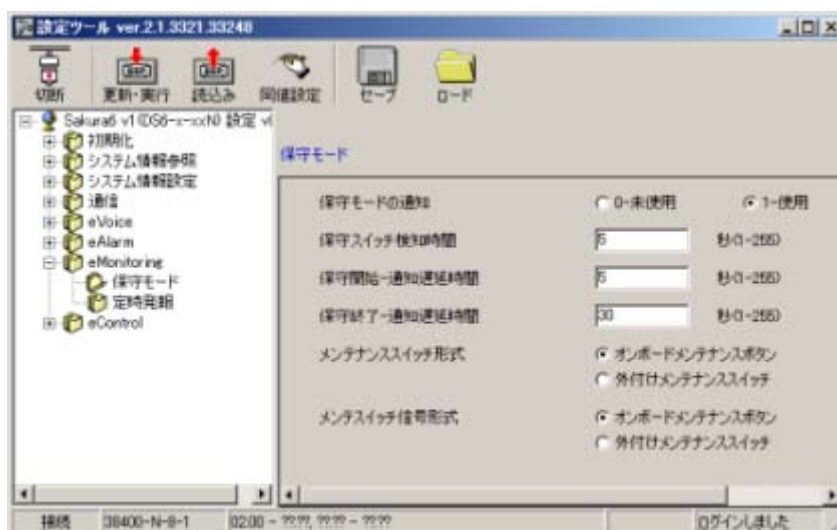 設定ツール ver.2.1.3321.33248
切断 更新・実行 読込み 同値設定 セーブ ロード
Sakura6 v1 (DS6-x-xxN) 設定
初期化
システム情報参照
システム情報設定
通信
eVoice
eAlarm
eMonitoring
保守モード
定時発報
eControl
保守モード
保守モードの通知 0-未使用 1-使用
保守スイッチ検知時間 5 秒(1-255)
保守開始-通知遅延時間 5 秒(1-255)
保守終了-通知遅延時間 30 秒(1-255)
メンテナンススイッチ形式 オンボードメンテナンスボタン
外付けメンテナンススイッチ
メンテスイッチ信号形式 オンボードメンテナンスボタン
外付けメンテナンススイッチ
接続 38400-N-8-1 02:00 - ??:??, ??:?? - ??:?? ログインしました